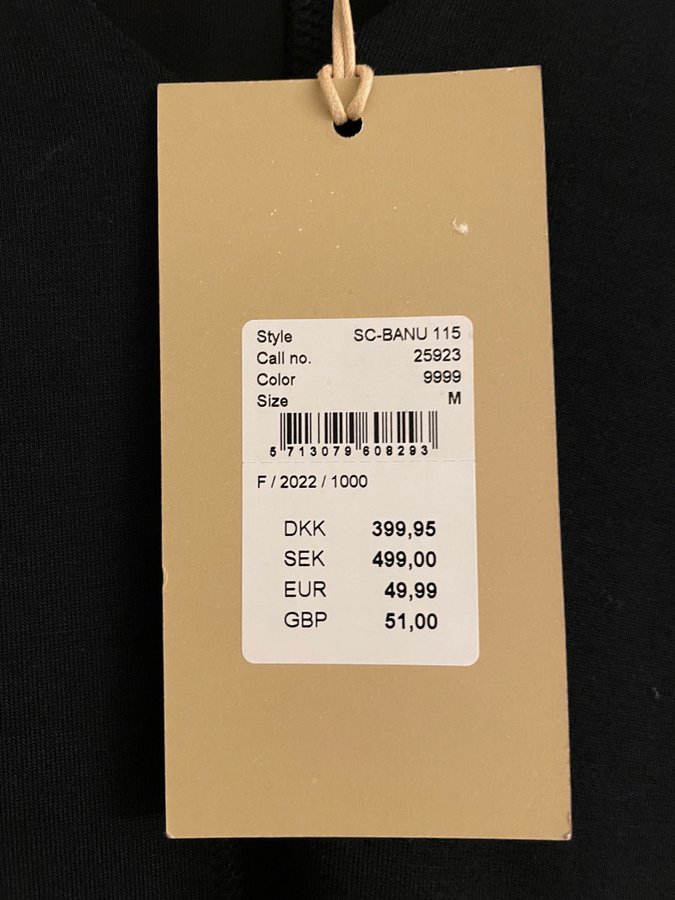 Style SC-BANU 115
Call no. 25923
Color 9999
Size M
5 713079 608293
F / 2022 / 1000
DKK 399,95
SEK 499,00
EUR 49,99
GBP 51,00